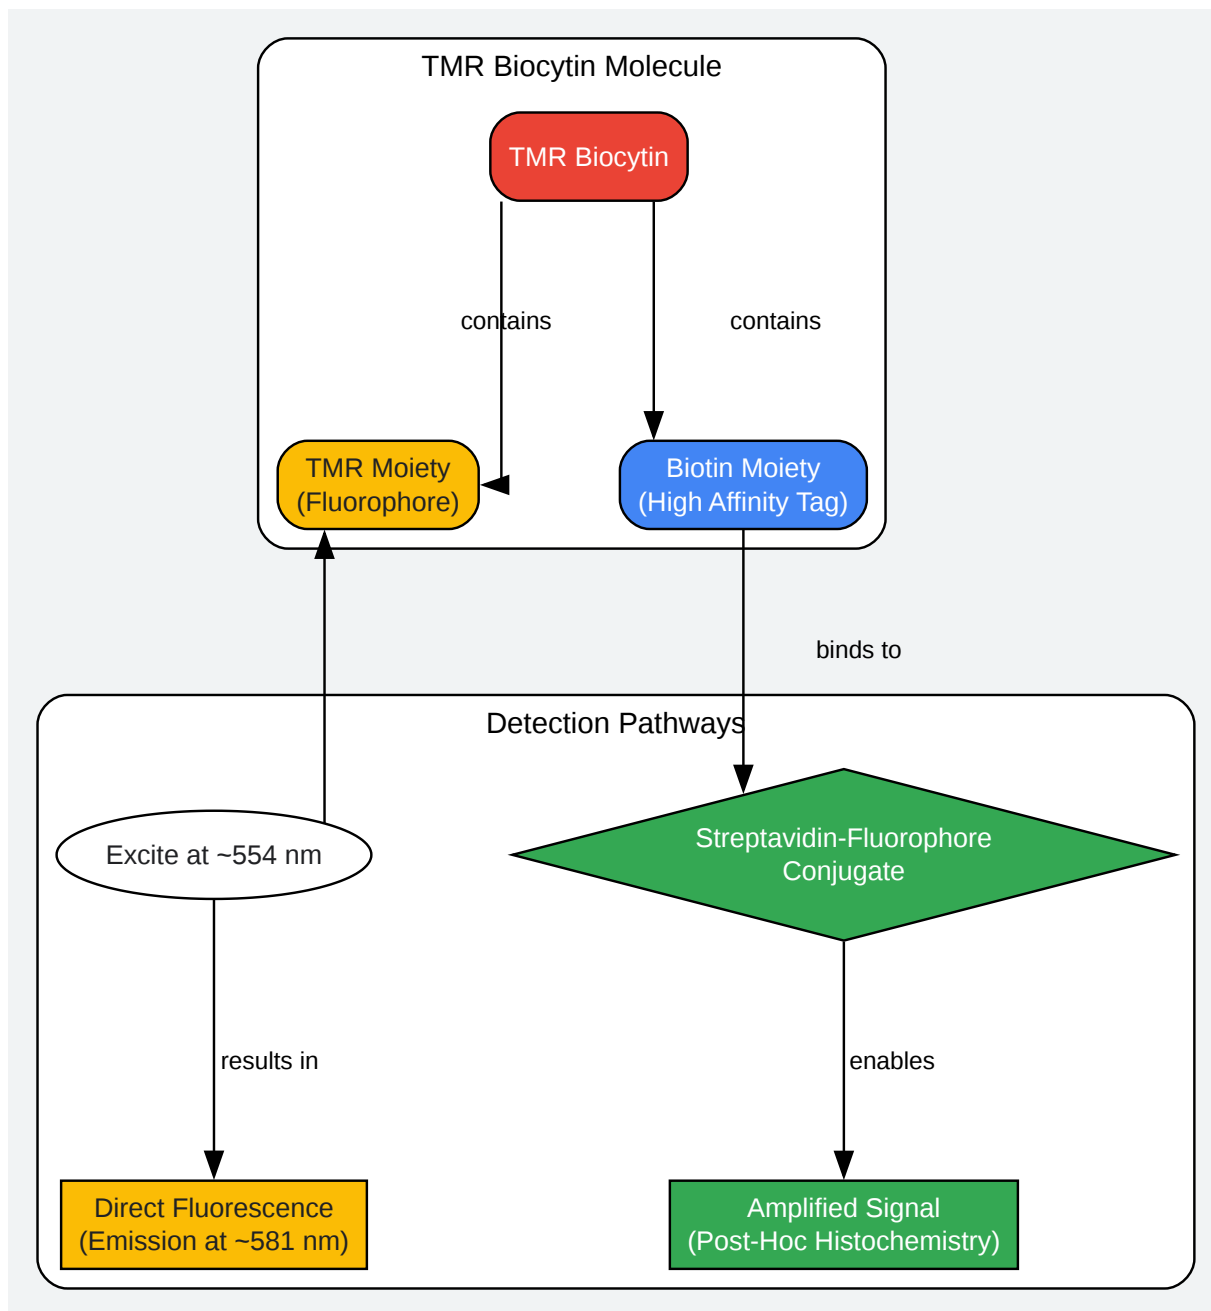 TMR Biocytin Molecule
TMR Biocytin
contains
contains
TMR Moiety
(Fluorophore)
Biotin Moiety
(High Affinity Tag)
binds to
Detection Pathways
Excite at ~554 nm
Streptavidin-Fluorophore
Conjugate
results in
enables
Direct Fluorescence
(Emission at ~581 nm)
Amplified Signal
(Post-Hoc Histochemistry)